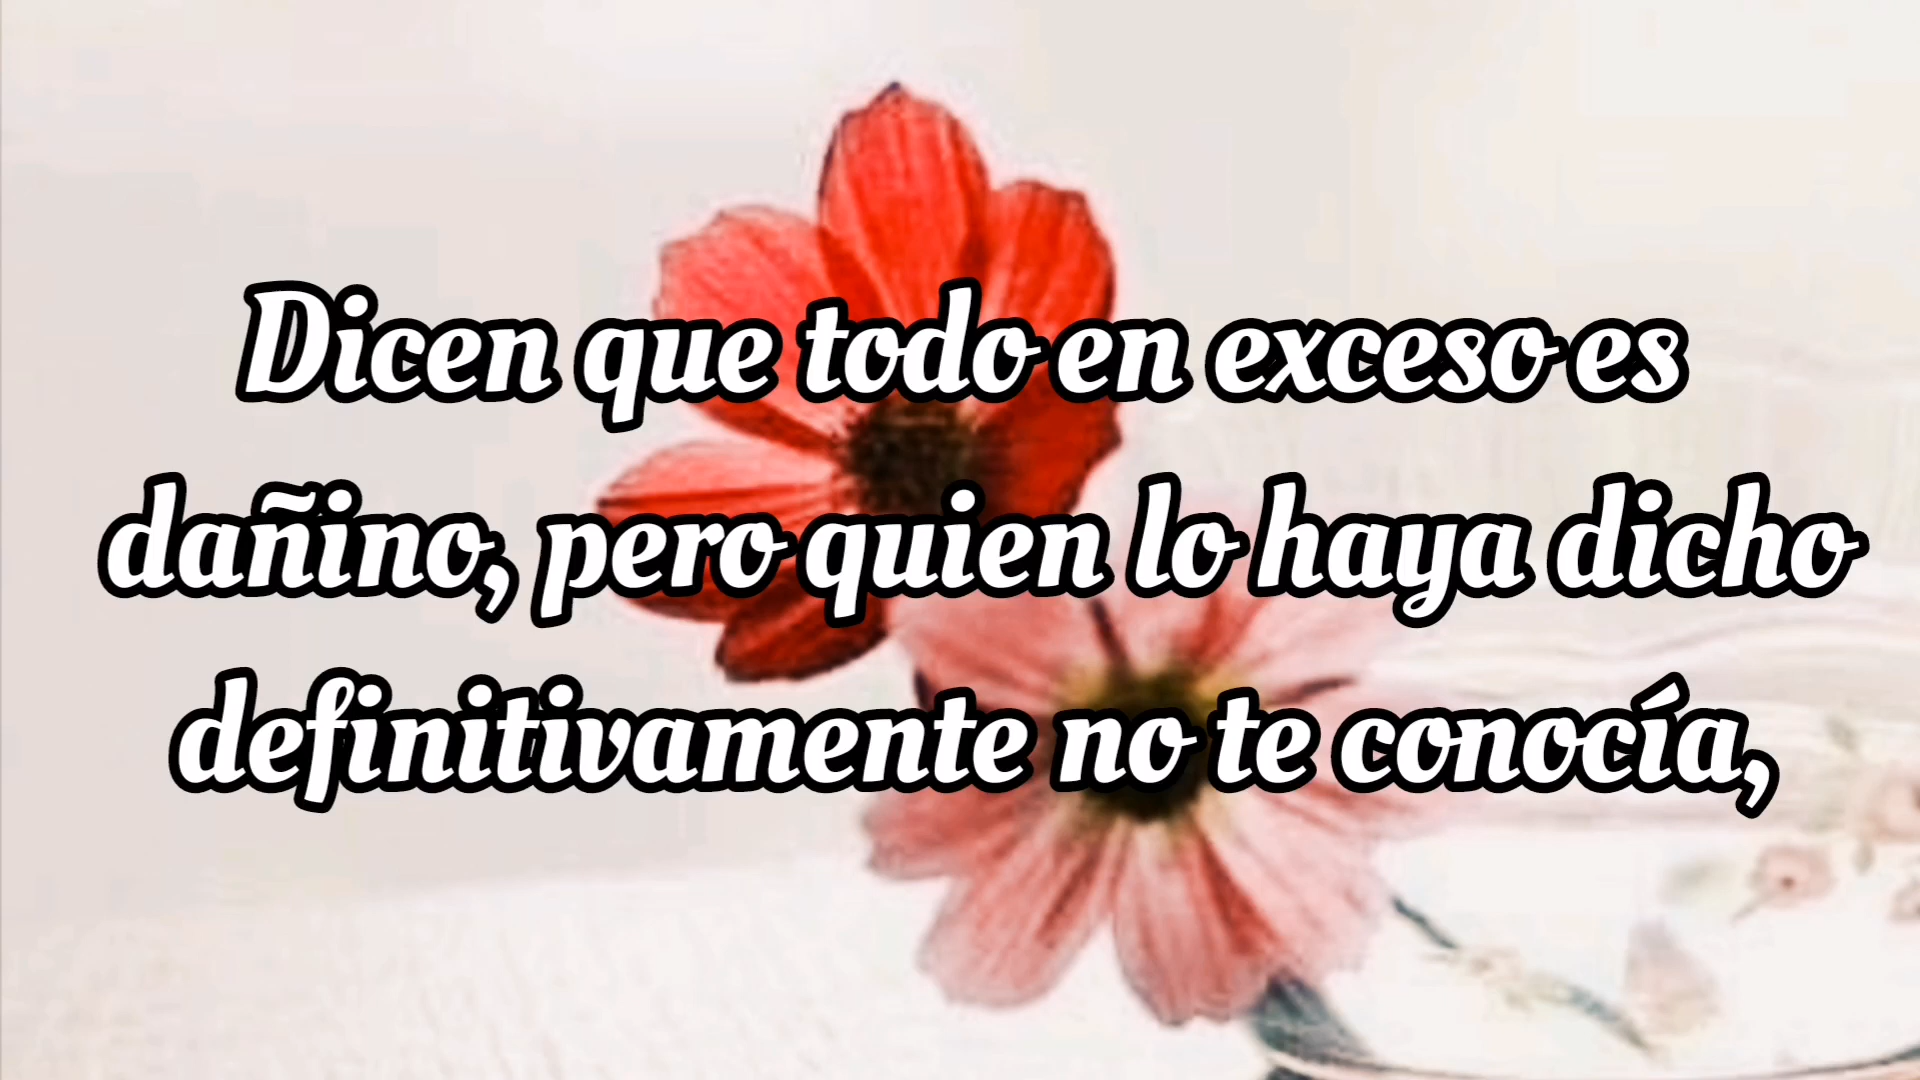 Dicen que todo en exceso es
dañino, pero quien lo haya dicho
definitivamente no te conocía,